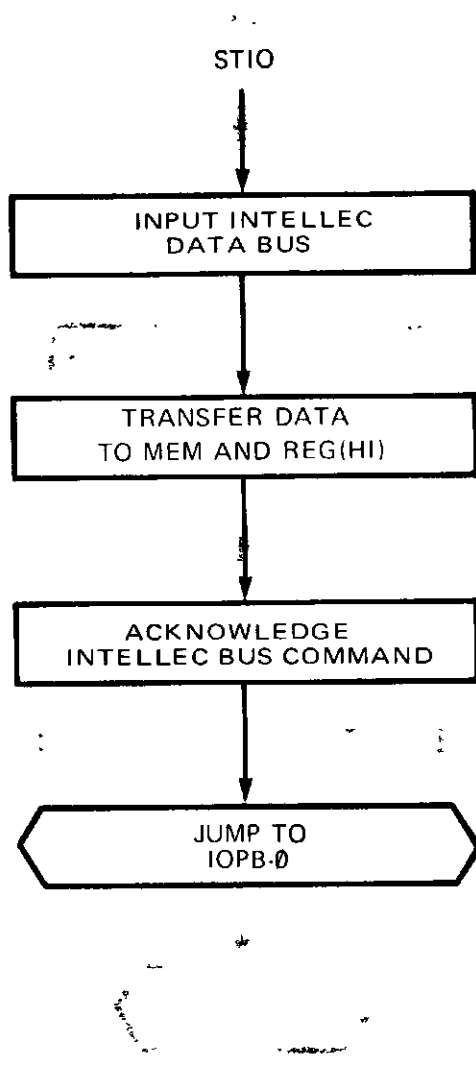 STIO
INPUT INTELLEC
DATA BUS
TRANSFER DATA
TO MEM AND REG(HI)
ACKNOWLEDGE
INTELLEC BUS COMMAND
JUMP TO
IOPB-Ø